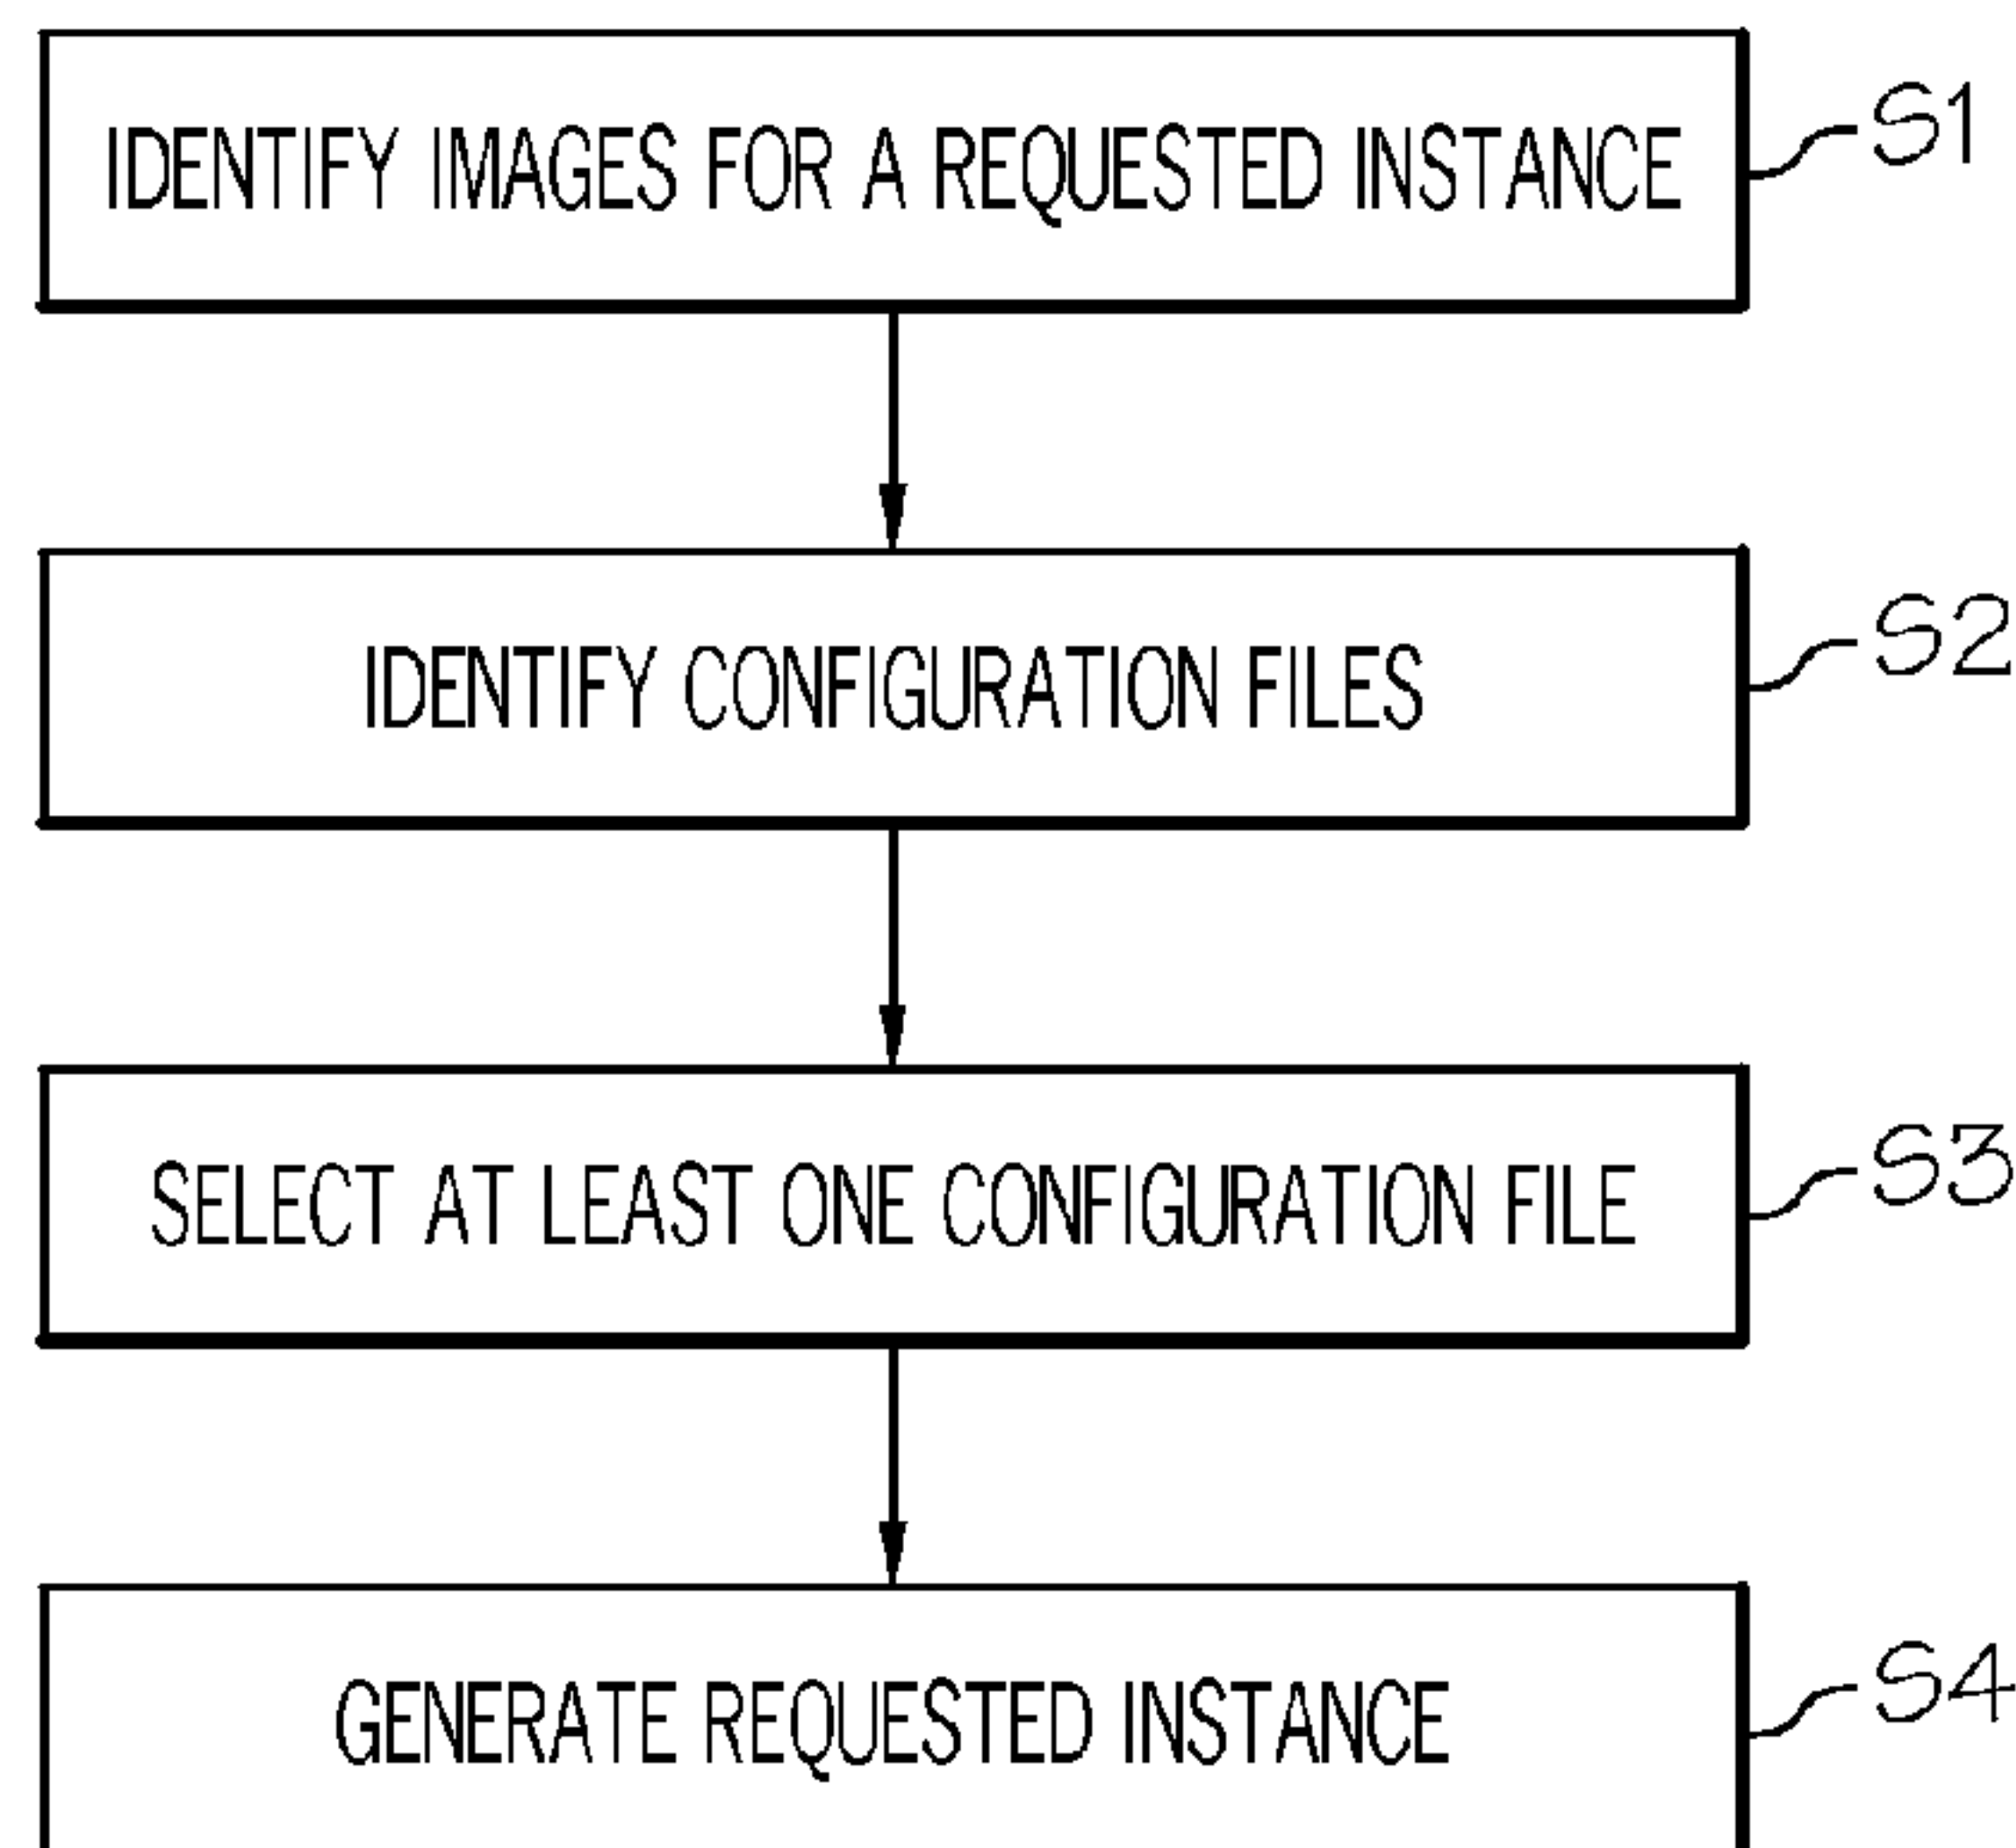 IDENTIFY IMAGES FOR A REQUESTED INSTANCE
S1
IDENTIFY CONFIGURATION FILES
S2
SELECT AT LEAST ONE CONFIGURATION FILE
S3
GENERATE REQUESTED INSTANCE
S4